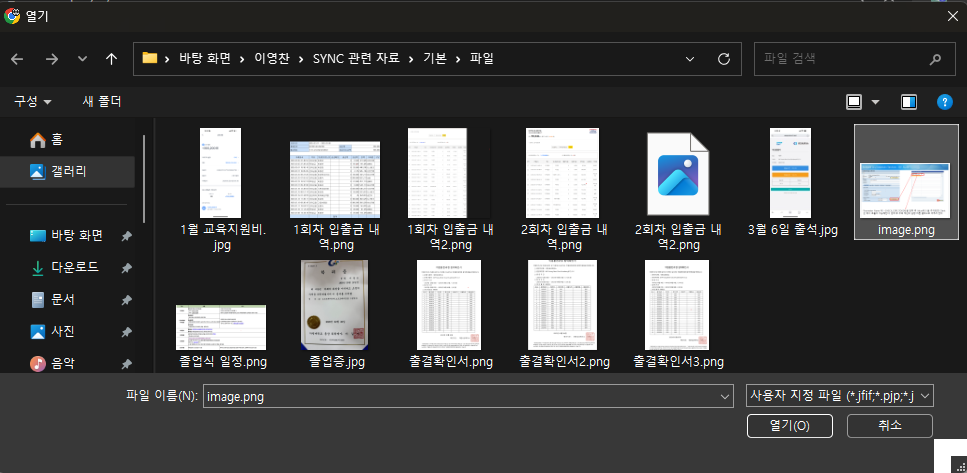 열기
바탕 화면 › 이영찬 › SYNC 관련 자료 › 기본 › 파일
파일 검색
구성
새 폴더
홈
갤러리
바탕 화면
다운로드
문서
사진
음악
1월 교육지원비.
jpg
1회차 입출금 내
역.png
1회차 입출금 내
역2.png
2회차 입출금 내
역.png
2회차 입출금 내
역2.png
3월 6일 출석.jpg
image.png
졸업식 일정.png
졸업증.jpg
출결확인서.png
출결확인서2.png
출결확인서3.png
파일 이름(N):
image.png
사용자 지정 파일 (*.jfif;*.pjp;*.j
열기(O)
취소